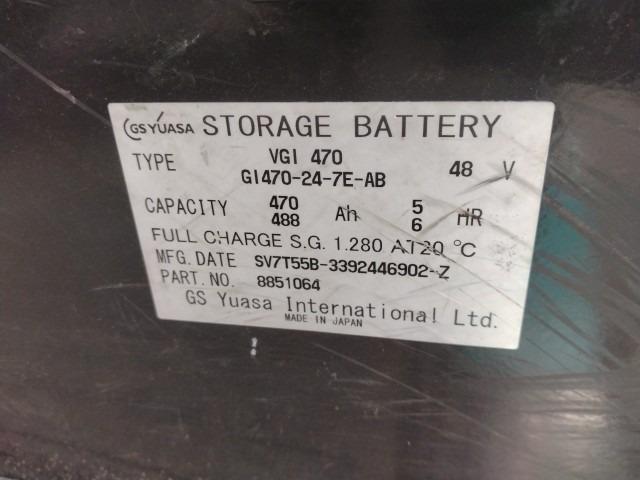 GS YUASA STORAGE BATTERY
TYPE VGI 470 48 V
GI470-24-7E-AB
CAPACITY 470 Ah 5 HR
488 6
FULL CHARGE S.G. 1.280 AT20 °C
MFG. DATE SV7T55B-3392446902-Z
PART. NO. 8851064
GS Yuasa International Ltd.
MADE IN JAPAN